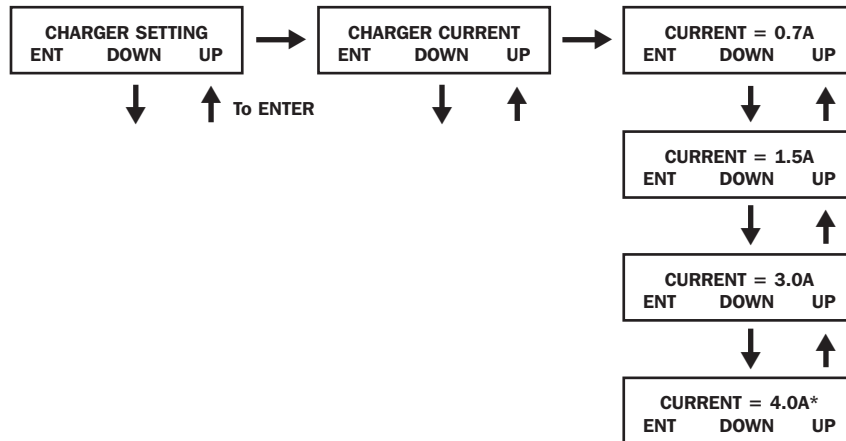 CHARGER SETTING
ENT DOWN UP
To ENTER
CHARGER CURRENT
ENT DOWN UP
CURRENT = 0.7A
ENT DOWN UP
CURRENT = 1.5A
ENT DOWN UP
CURRENT = 3.0A
ENT DOWN UP
CURRENT = 4.0A*
ENT DOWN UP